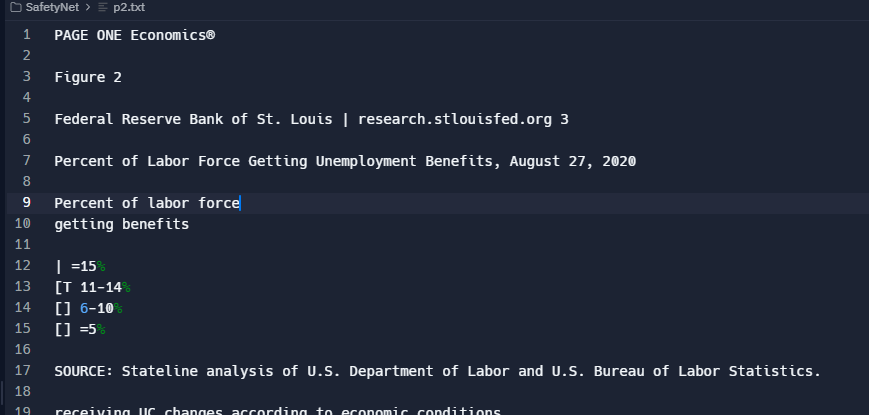 SafetyNet > p2.txt
1 PAGE ONE Economics®
2
3 Figure 2
4
5 Federal Reserve Bank of St. Louis | research.stlouisfed.org 3
6
7 Percent of Labor Force Getting Unemployment Benefits, August 27, 2020
8
9 Percent of labor force
10 getting benefits
11
12 | =15%
13 [T 11-14%
14 [] 6-10%
15 [] =5%
16
17 SOURCE: Stateline analysis of U.S. Department of Labor and U.S. Bureau of Labor Statistics.
18
19 receiving UC changes according to economic conditions